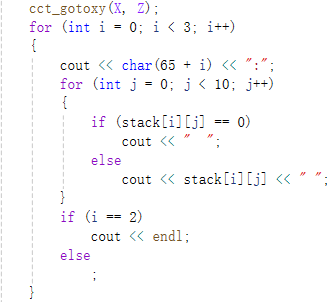 cct_gotoxy(X, Z);
for (int i = 0; i < 3; i++)
{
    cout << char(65 + i) << ":";
    for (int j = 0; j < 10; j++)
    {
        if (stack[i][j] == 0)
            cout << "  ";
        else
            cout << stack[i][j] << " ";
    }
    if (i == 2)
        cout << endl;
    else
        ;
}